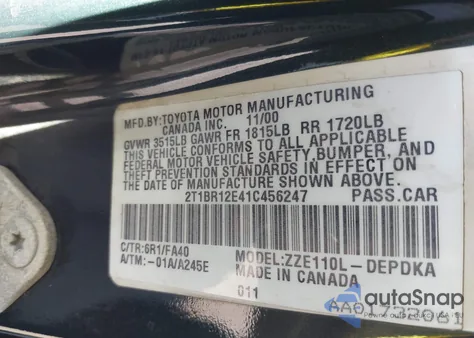 MFD.BY:TOYOTA MOTOR MANUFACTURING
CANADA INC. 11/00
GVWR 3515LB GAWR FR 1815LB RR 1720LB
THIS VEHICLE CONFORMS TO ALL APPLICABLE
FEDERAL MOTOR VEHICLE SAFETY,BUMPER, AND
THEFT PREVENTION STANDARDS IN EFFECT ON
THE DATE OF MANUFACTURE SHOWN ABOVE.
2T1BR12E41C456247 PASS.CAR
C/TR:6R1/FA40 MODEL:ZZE110L-DEPDKA
A/TM:-01A/A245E MADE IN CANADA
011
autoSnap